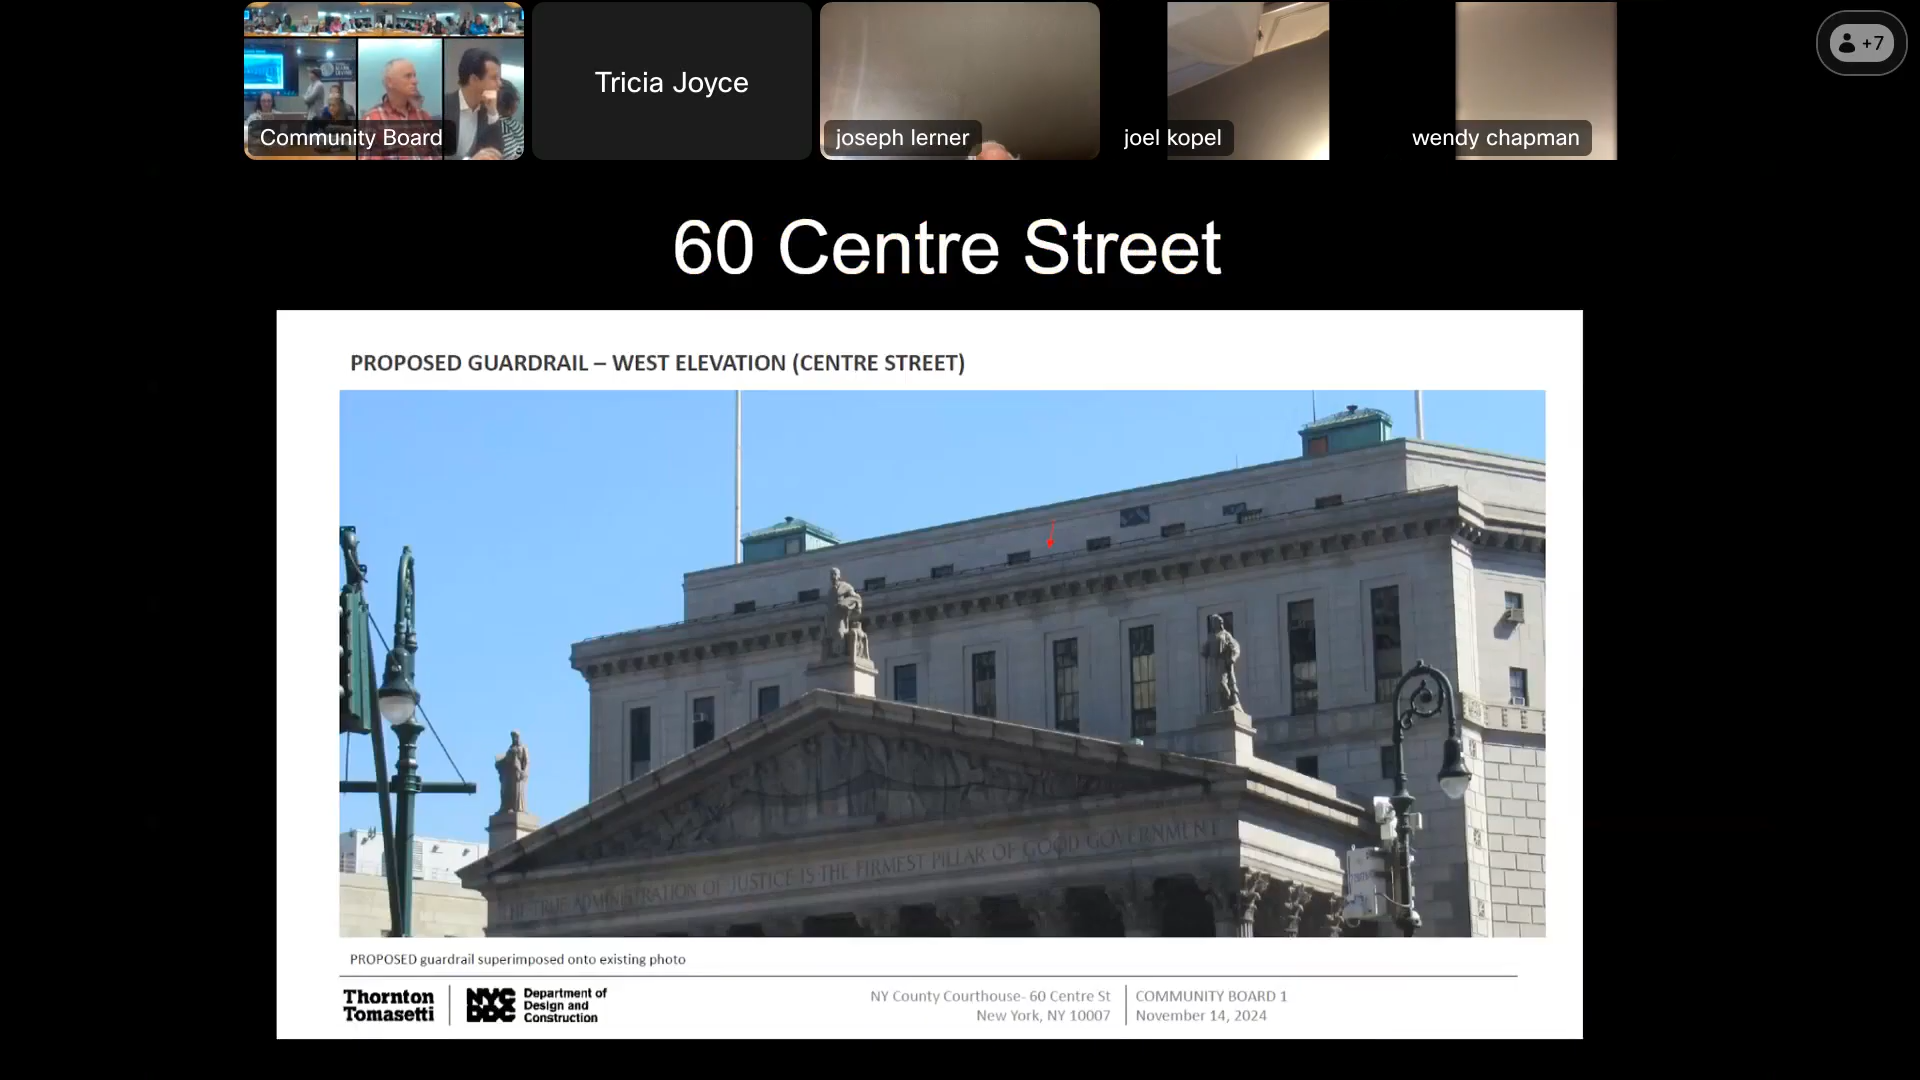 Community Board
Tricia Joyce
joseph lerner
joel kopel
wendy chapman
+7
60 Centre Street
PROPOSED GUARDRAIL – WEST ELEVATION (CENTRE STREET)
THE TRUE ADMINISTRATION OF JUSTICE IS THE FIRMEST PILLAR OF GOOD GOVERNMENT
PROPOSED guardrail superimposed onto existing photo
Thornton
Tomasetti
NYC
DDC
Department of
Design and
Construction
NY County Courthouse- 60 Centre St
New York, NY 10007
COMMUNITY BOARD 1
November 14, 2024